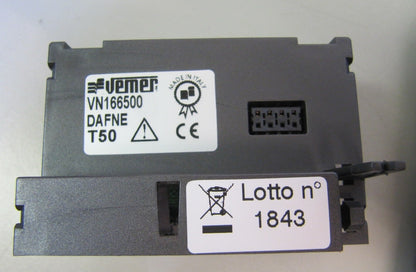 vemer
VN166500
DAFNE
T50
MADE IN ITALY
CE
Lotto n°
1843